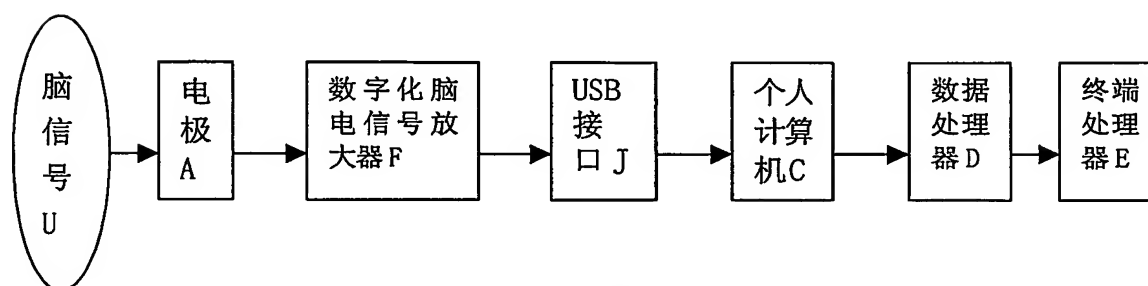 脑
信
号
U
电
极
A
数字化脑
电信号放
大器F
USB
接
口 J
个人
计算
机C
数据
处理
器D
终端
处理
器E